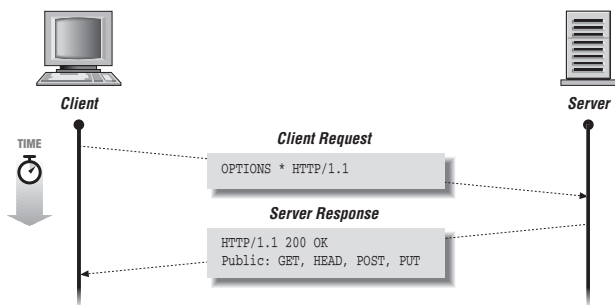 Client
Server
TIME
Client Request
OPTIONS * HTTP/1.1
Server Response
HTTP/1.1 200 OK
Public: GET, HEAD, POST, PUT